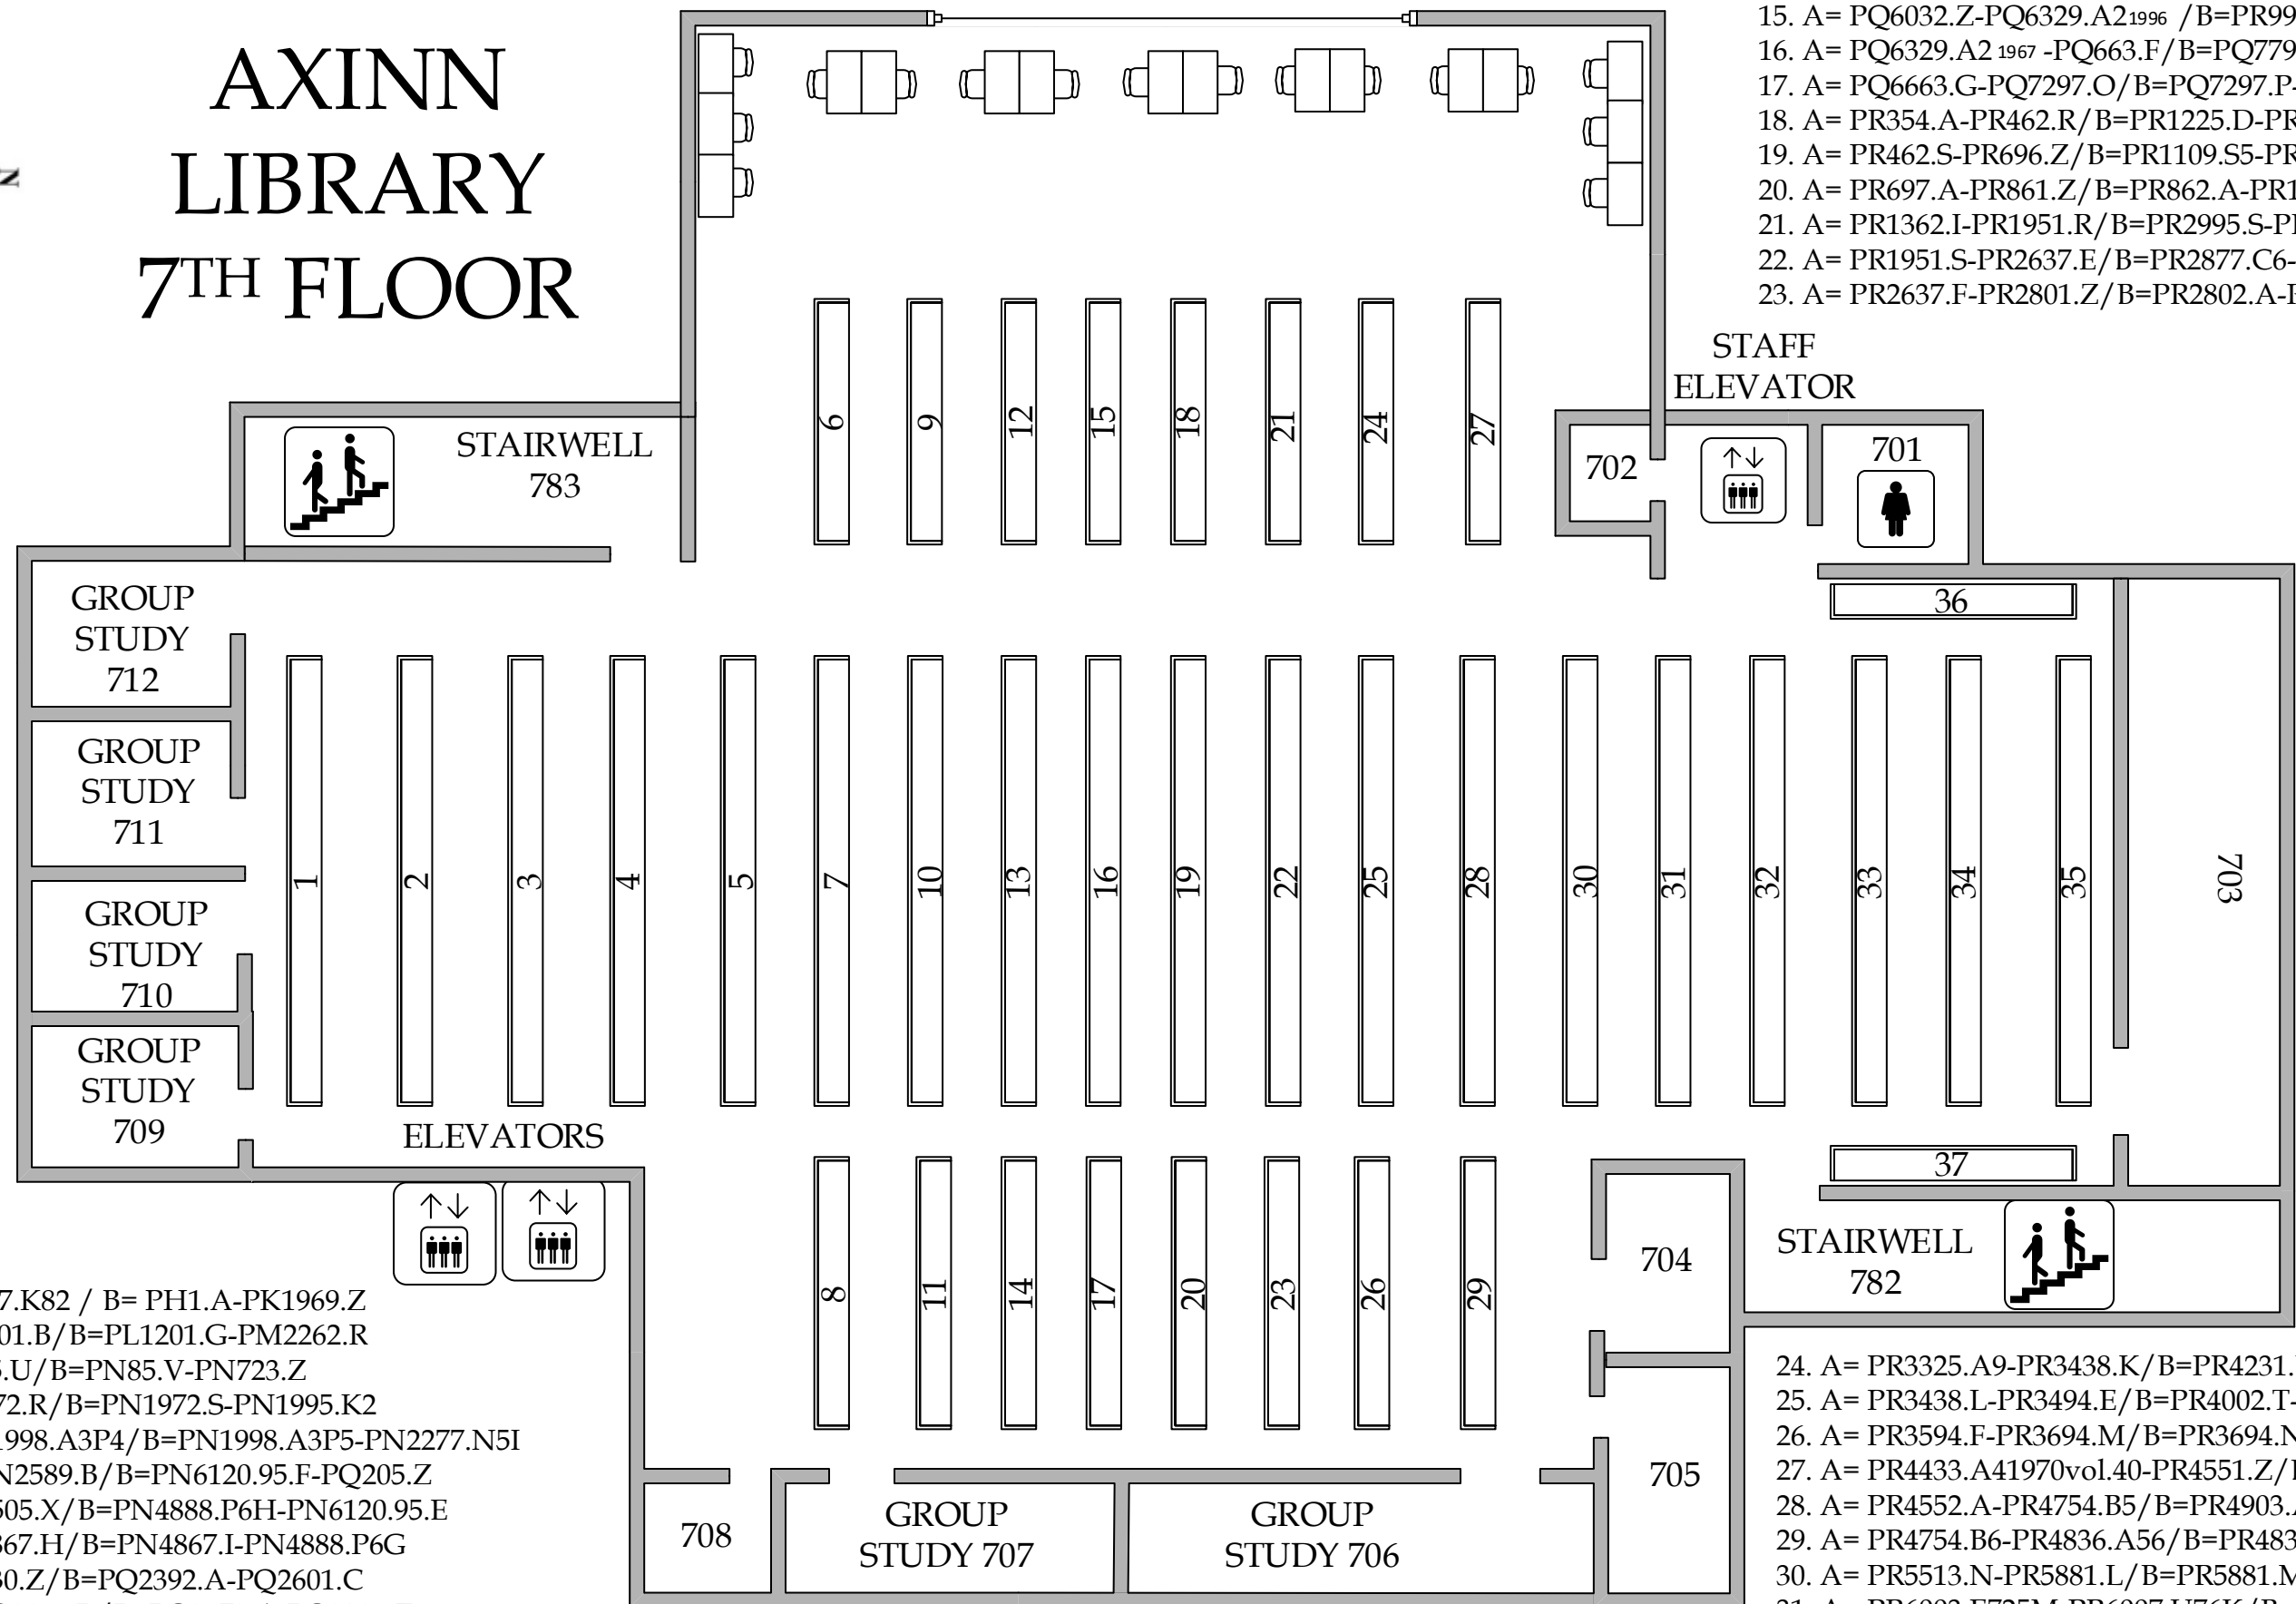 AXINN
LIBRARY
7TH FLOOR
N
15. A= PQ6032.Z-PQ6329.A2 1996 /B=PR99
16. A= PQ6329.A2 1967 -PQ663.F/B=PQ779
17. A= PQ6663.G-PQ7297.O/B=PQ7297.P-
18. A= PR354.A-PR462.R/B=PR1225.D-PR
19. A= PR462.S-PR696.Z/B=PR1109.S5-PR
20. A= PR697.A-PR861.Z/B=PR862.A-PR1
21. A= PR1362.I-PR1951.R/B=PR2995.S-PR
22. A= PR1951.S-PR2637.E/B=PR2877.C6-
23. A= PR2637.F-PR2801.Z/B=PR2802.A-P
STAFF
ELEVATOR
STAIRWELL
783
6 9 12 15 18 21 24 27
702
701
36
GROUP
STUDY
712
GROUP
STUDY
711
GROUP
STUDY
710
GROUP
STUDY
709
1 2 3 4 5 7 10 13 16 19 22 25 28 30 31 32 33 34 35
703
ELEVATORS
37
8 11 14 17 20 23 26 29
704
STAIRWELL
782
705
708
GROUP
STUDY 707
GROUP
STUDY 706
7.K82 / B= PH1.A-PK1969.Z
01.B/B=PL1201.G-PM2262.R
.U/B=PN85.V-PN723.Z
72.R/B=PN1972.S-PN1995.K2
1998.A3P4/B=PN1998.A3P5-PN2277.N5I
N2589.B/B=PN6120.95.F-PQ205.Z
505.X/B=PN4888.P6H-PN6120.95.E
867.H/B=PN4867.I-PN4888.P6G
30.Z/B=PQ2392.A-PQ2601.C
24. A= PR3325.A9-PR3438.K/B=PR4231.
25. A= PR3438.L-PR3494.E/B=PR4002.T-
26. A= PR3594.F-PR3694.M/B=PR3694.N
27. A= PR4433.A41970vol.40-PR4551.Z/
28. A= PR4552.A-PR4754.B5/B=PR4903.
29. A= PR4754.B6-PR4836.A56/B=PR483
30. A= PR5513.N-PR5881.L/B=PR5881.M